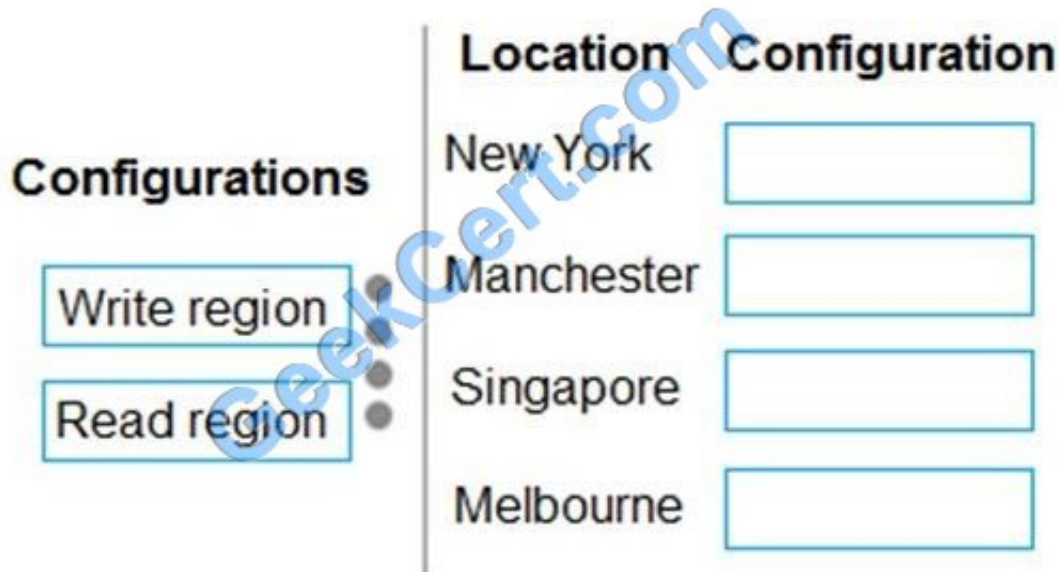 Configurations
Write region
Read region
Location Configuration
New York
Manchester
Singapore
Melbourne
GeekCert.com